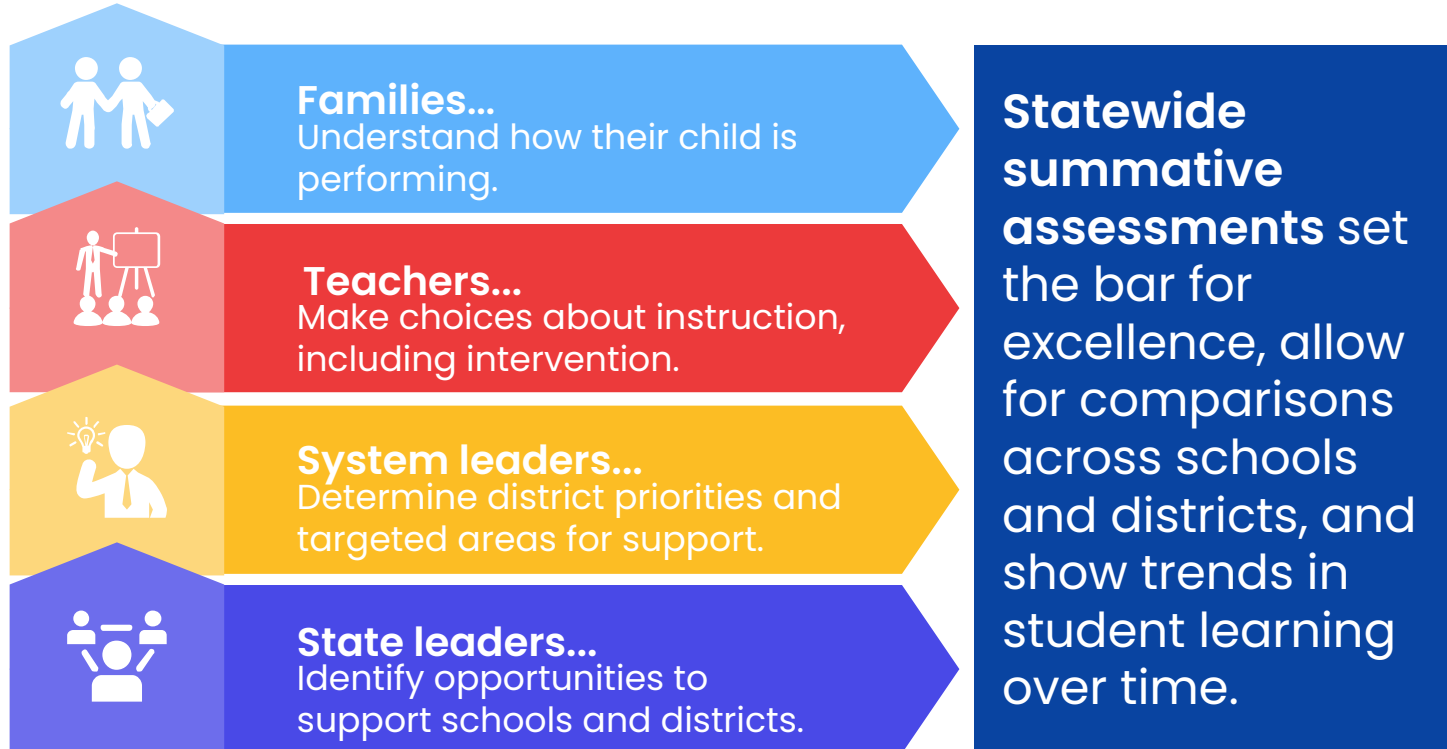 Families...
Understand how their child is
performing.
Teachers...
Make choices about instruction,
including intervention.
System leaders...
Determine district priorities and
targeted areas for support.
State leaders...
Identify opportunities to
support schools and districts.
Statewide
summative
assessments set
the bar for
excellence, allow
for comparisons
across schools
and districts, and
show trends in
student learning
over time.